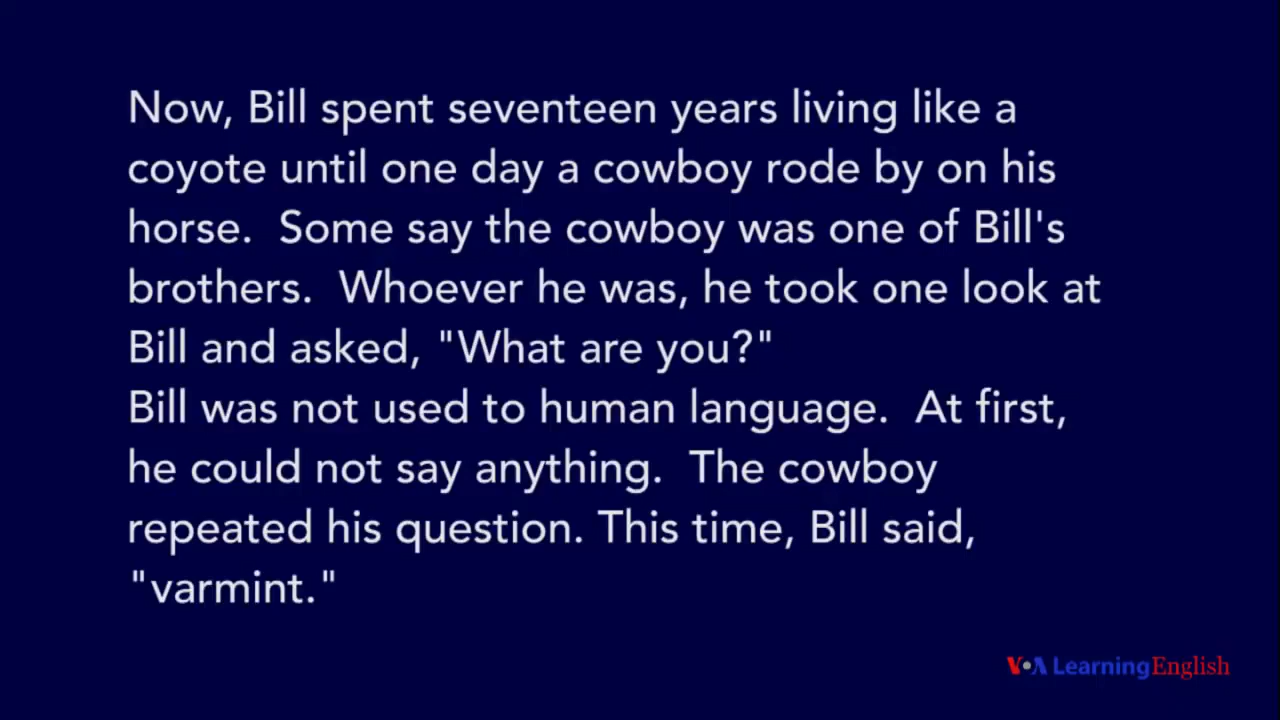 Now, Bill spent seventeen years living like a
coyote until one day a cowboy rode by on his
horse.  Some say the cowboy was one of Bill's
brothers.  Whoever he was, he took one look at
Bill and asked, "What are you?"
Bill was not used to human language.  At first,
he could not say anything.  The cowboy
repeated his question. This time, Bill said,
"varmint."
VOA LearningEnglish